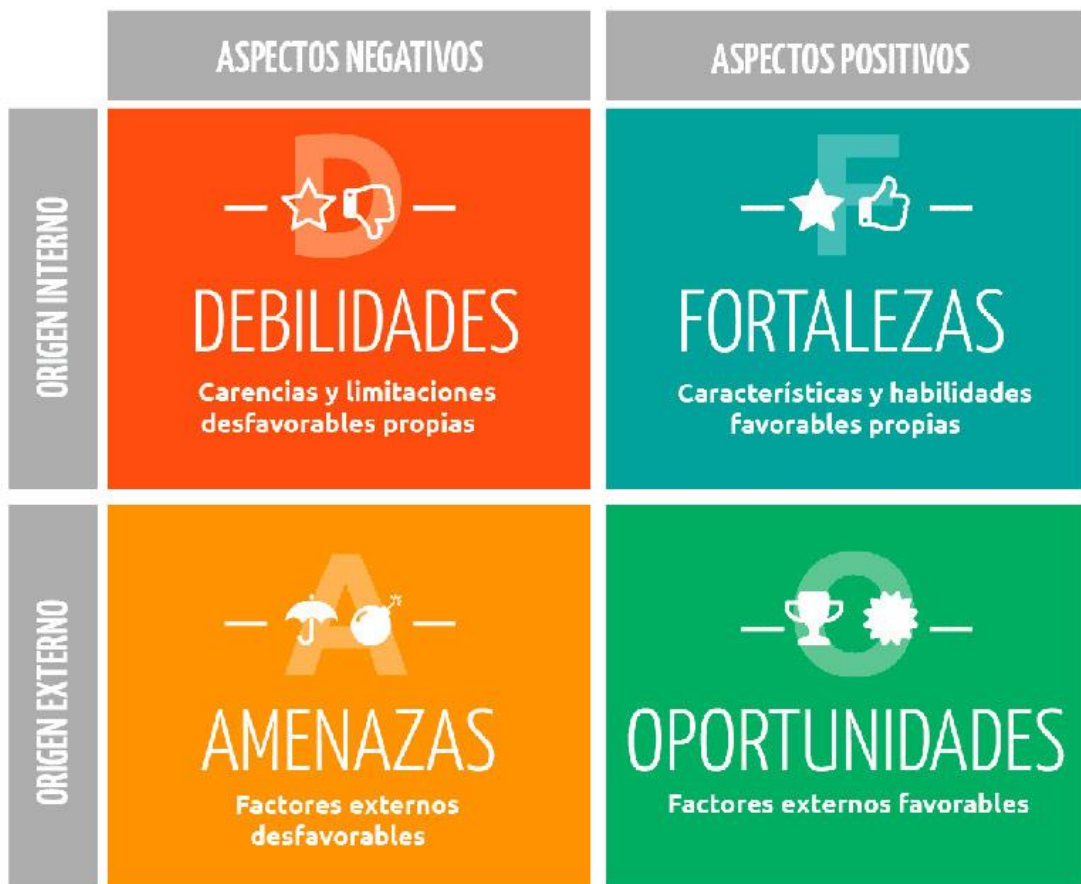 ASPECTOS NEGATIVOS
ASPECTOS POSITIVOS
ORIGEN INTERNO
D
DEBILIDADES
Carencias y limitaciones
desfavorables propias
F
FORTALEZAS
Características y habilidades
favorables propias
ORIGEN EXTERNO
A
AMENAZAS
Factores externos
desfavorables
O
OPORTUNIDADES
Factores externos favorables